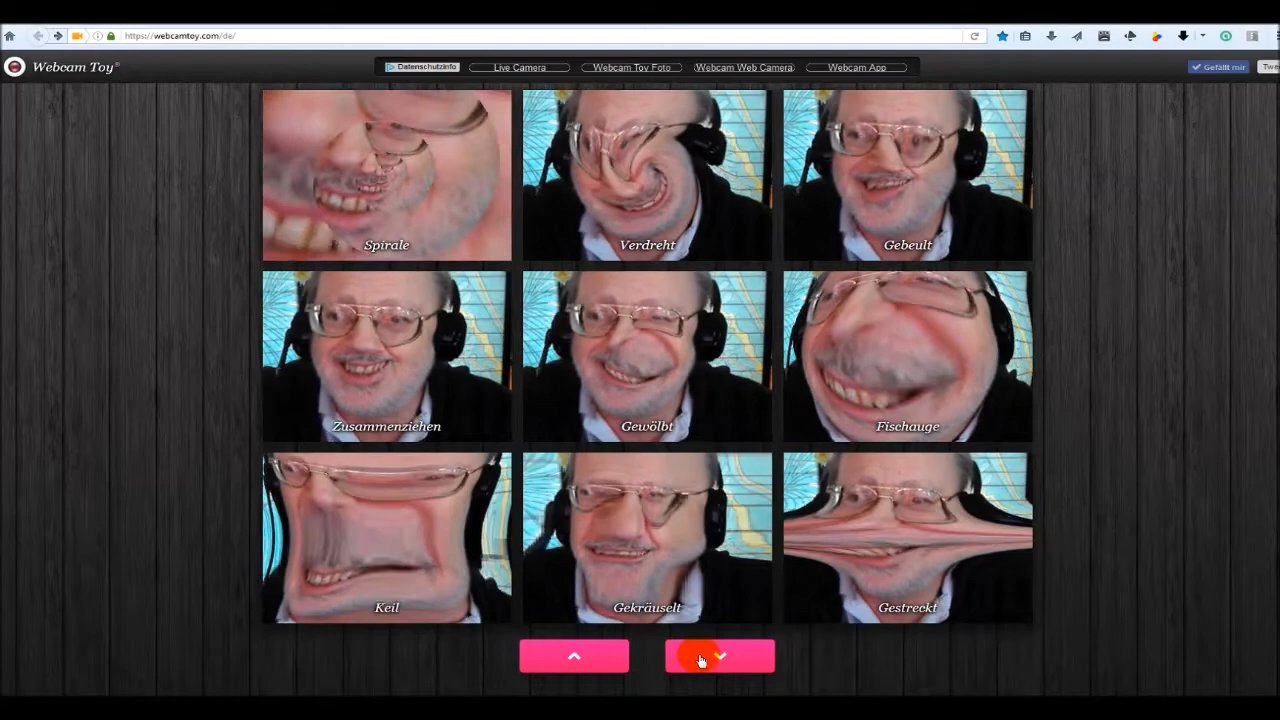 https://webcamtoy.com/de/
Webcam Toy®
Datenschutzinfo
Live Camera
Webcam Toy Foto
Webcam Web Camera
Webcam App
Gefällt mir
Twe
Spirale
Verdreht
Gebeult
Zusammenziehen
Gewölbt
Fischauge
Keil
Gekräuselt
Gestreckt